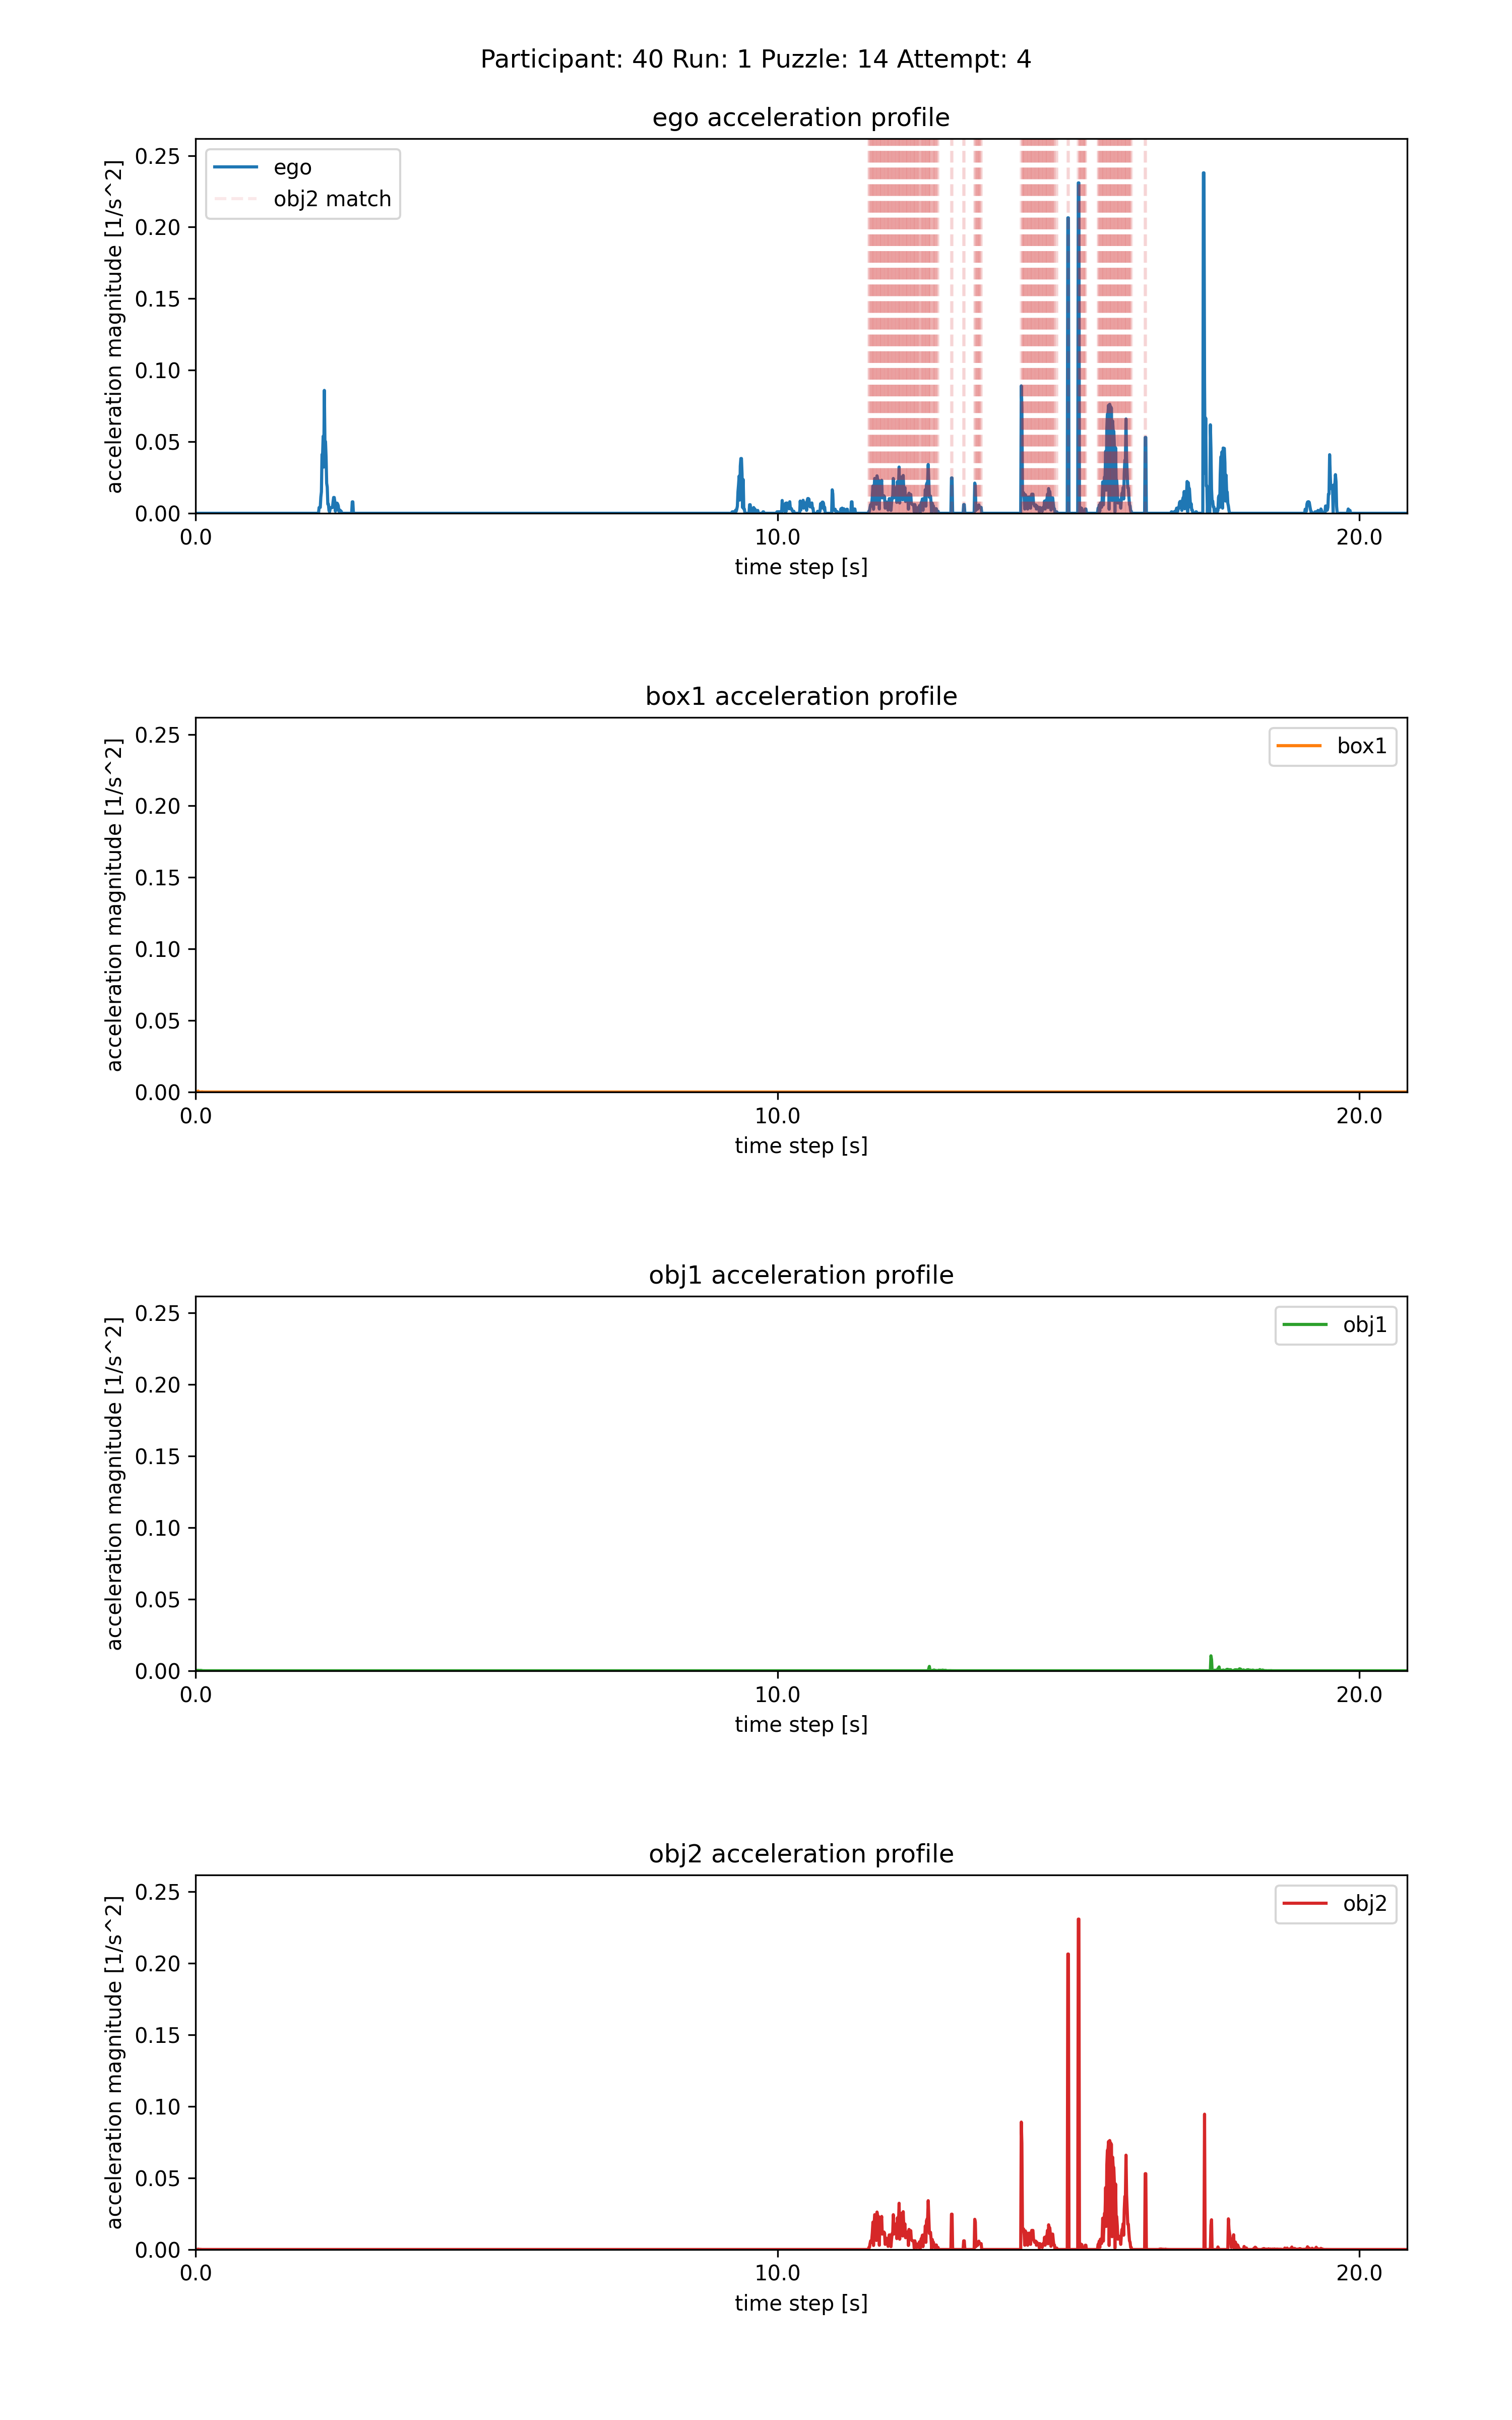 Participant: 40 Run: 1 Puzzle: 14 Attempt: 4
ego acceleration profile
acceleration magnitude [1/s^2]
0.25
0.20
0.15
0.10
0.05
0.00
ego
obj2 match
0.0 10.0 20.0
time step [s]
box1 acceleration profile
acceleration magnitude [1/s^2]
0.25
0.20
0.15
0.10
0.05
0.00
box1
0.0 10.0 20.0
time step [s]
obj1 acceleration profile
acceleration magnitude [1/s^2]
0.25
0.20
0.15
0.10
0.05
0.00
obj1
0.0 10.0 20.0
time step [s]
obj2 acceleration profile
acceleration magnitude [1/s^2]
0.25
0.20
0.15
0.10
0.05
0.00
obj2
0.0 10.0 20.0
time step [s]